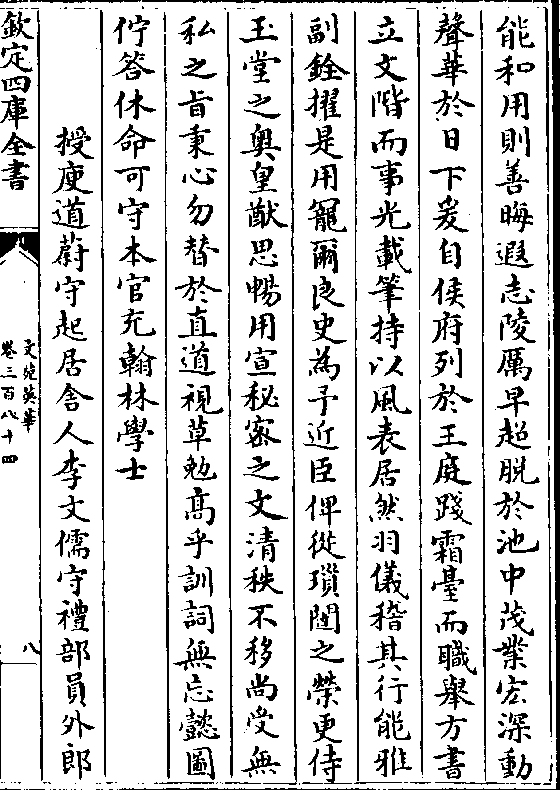 能和用則善晦遐志陵厲早超脱於池中茂業宏深動
聲華於日下爰自侯府列於王庭踐霜臺而職舉方書
立文陛而事光載筆持以風表居然羽儀稽其行能雅
副銓擢是用寵爾良史為予近臣俾從瑣闥之榮更侍
玉堂之奥皇猷思暢用宣秘宻之文清秩不移尚受無
私之旨秉心勿替於直道視草勉髙乎訓詞無忘懿圖
佇答休命可守本官充翰林學士
授庾道蔚守起居舍人李文儒守禮部員外郎
欽定四庫全書
文苑英華
卷三百八十四
八